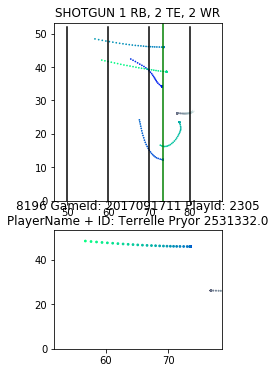 SHOTGUN 1 RB, 2 TE, 2 WR
50
40
30
20
10
0
50 60 70 80
8196 GameId: 2017091711 PlayId: 2305
PlayerName + ID: Terrelle Pryor 2531332.0
40
20
0
60 70